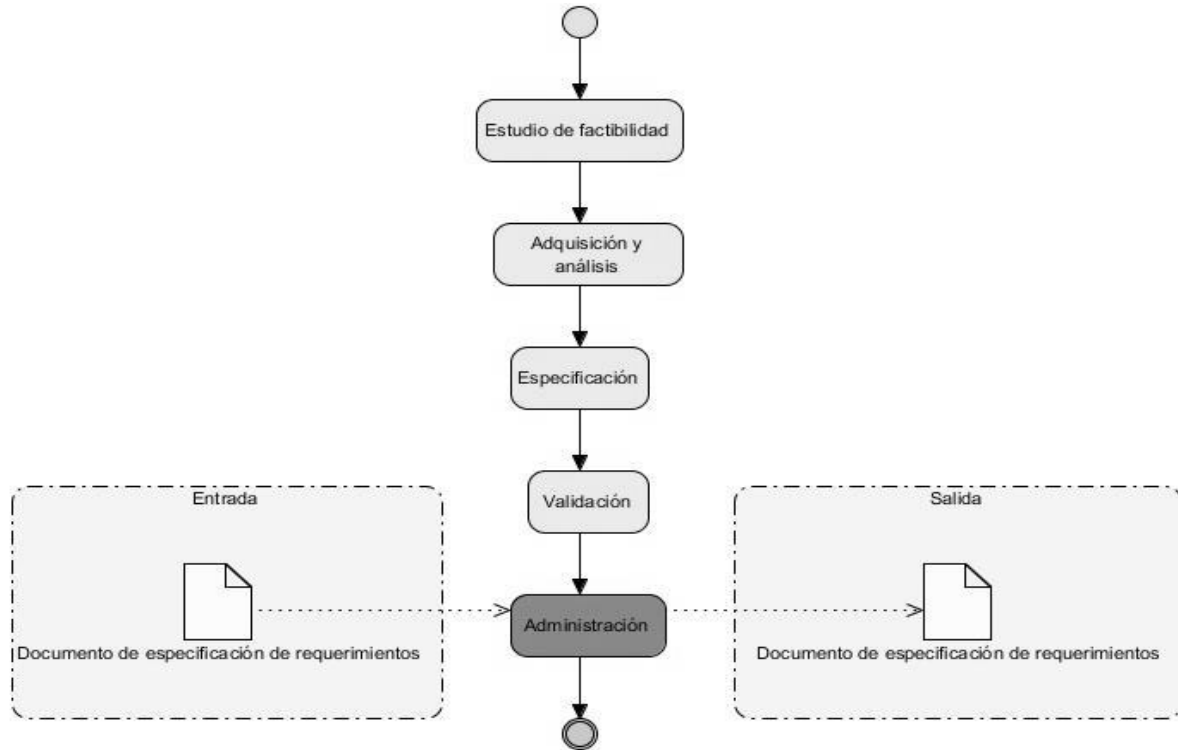 Estudio de factibilidad
Adquisición y
análisis
Especificación
Validación
Entrada
Salida
Administración
Documento de especificación de requerimientos
Documento de especificación de requerimientos